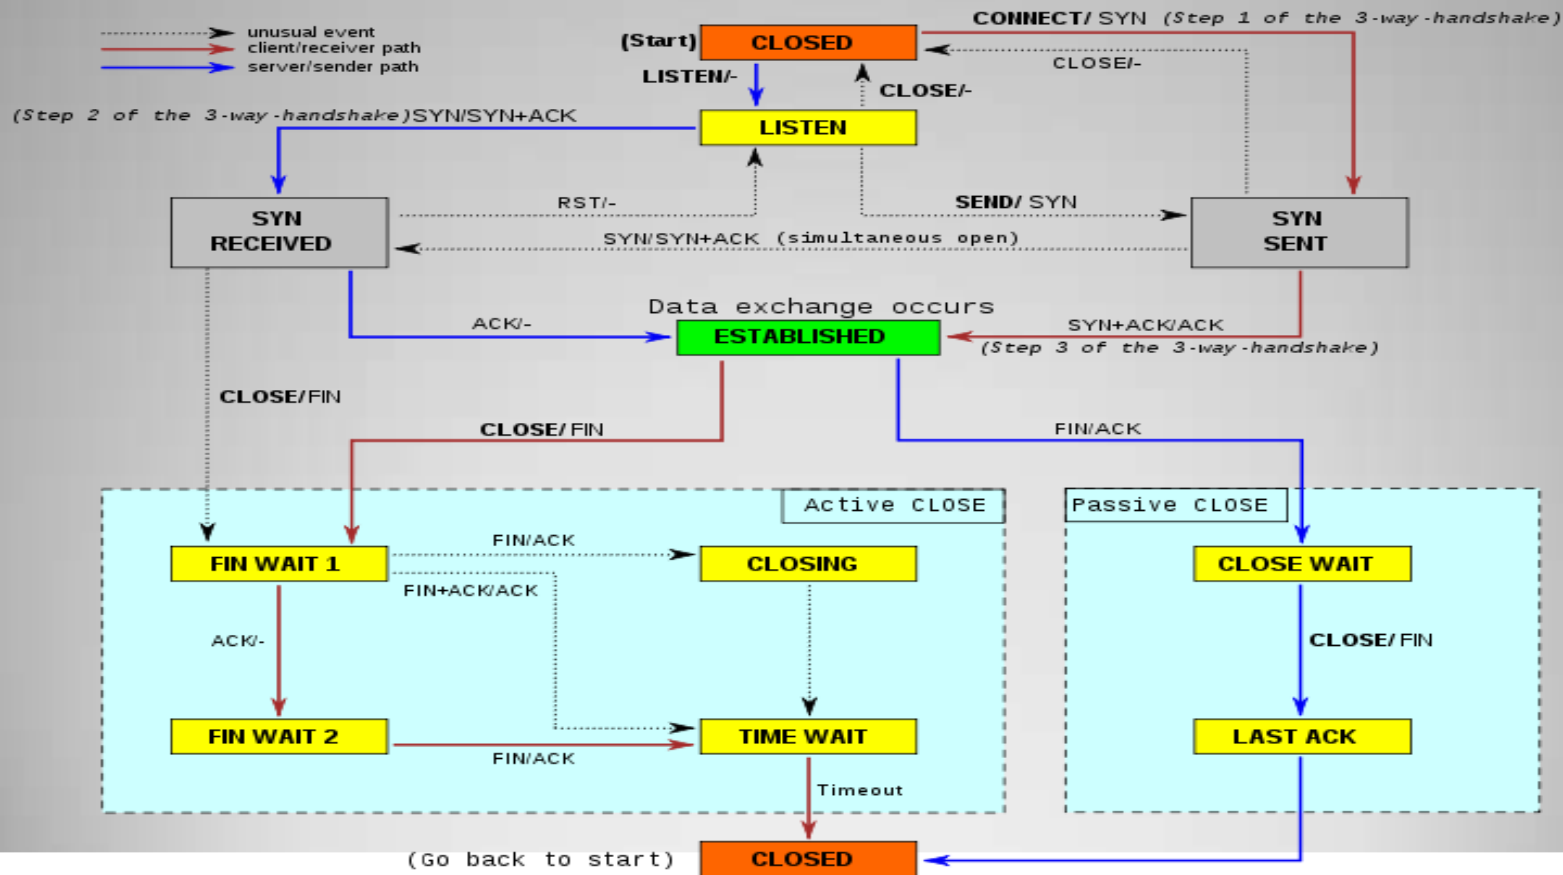 unusual event
client/receiver path
server/sender path
CONNECT/ SYN (Step 1 of the 3-way-handshake)
(Start)
CLOSED
CLOSE/-
LISTEN/-
CLOSE/-
(Step 2 of the 3-way-handshake)SYN/SYN+ACK
LISTEN
RST/-
SEND/ SYN
SYN
RECEIVED
SYN
SENT
SYN/SYN+ACK (simultaneous open)
Data exchange occurs
ACK/-
ESTABLISHED
SYN+ACK/ACK
(Step 3 of the 3-way-handshake)
CLOSE/FIN
CLOSE/ FIN
FIN/ACK
Active CLOSE
Passive CLOSE
FIN WAIT 1
FIN/ACK
CLOSING
CLOSE WAIT
FIN+ACK/ACK
ACK/-
CLOSE/ FIN
FIN WAIT 2
FIN/ACK
TIME WAIT
LAST ACK
Timeout
(Go back to start)
CLOSED